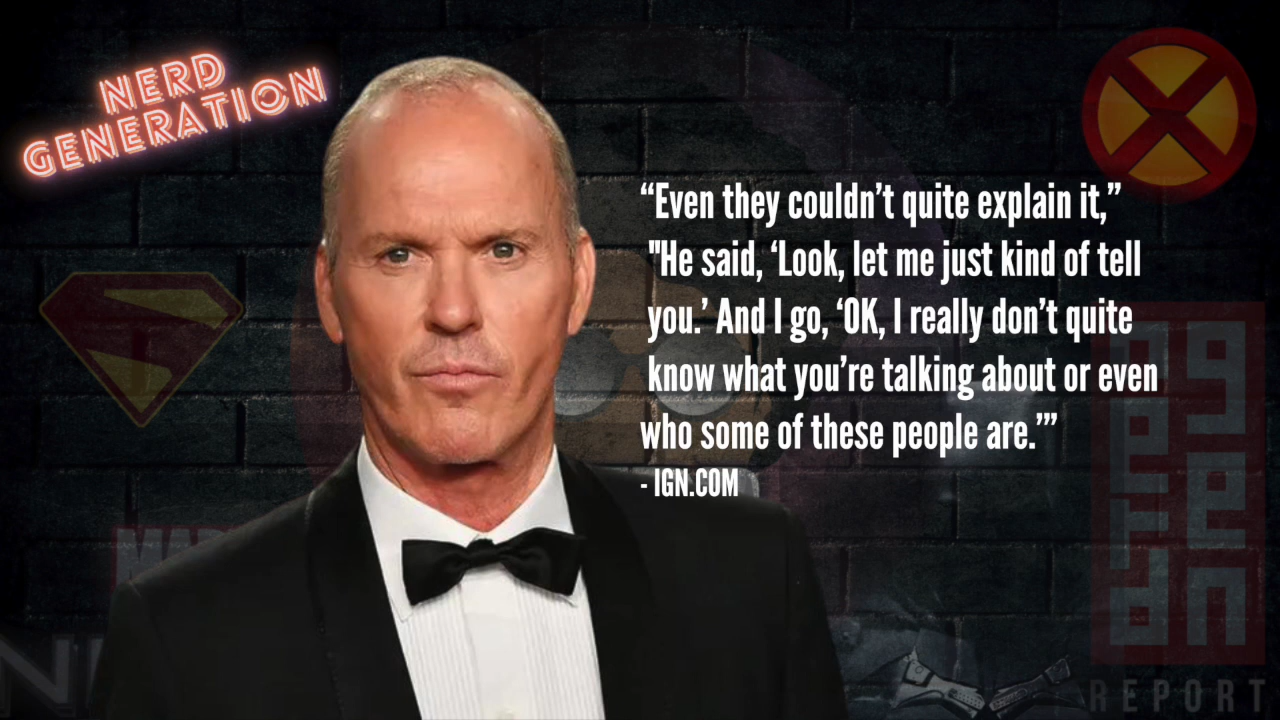 NERD
GENERATION
“Even they couldn’t quite explain it,”
"He said, ‘Look, let me just kind of tell
you.’ And I go, ‘OK, I really don’t quite
know what you’re talking about or even
who some of these people are.’”
- IGN.COM
REPORT